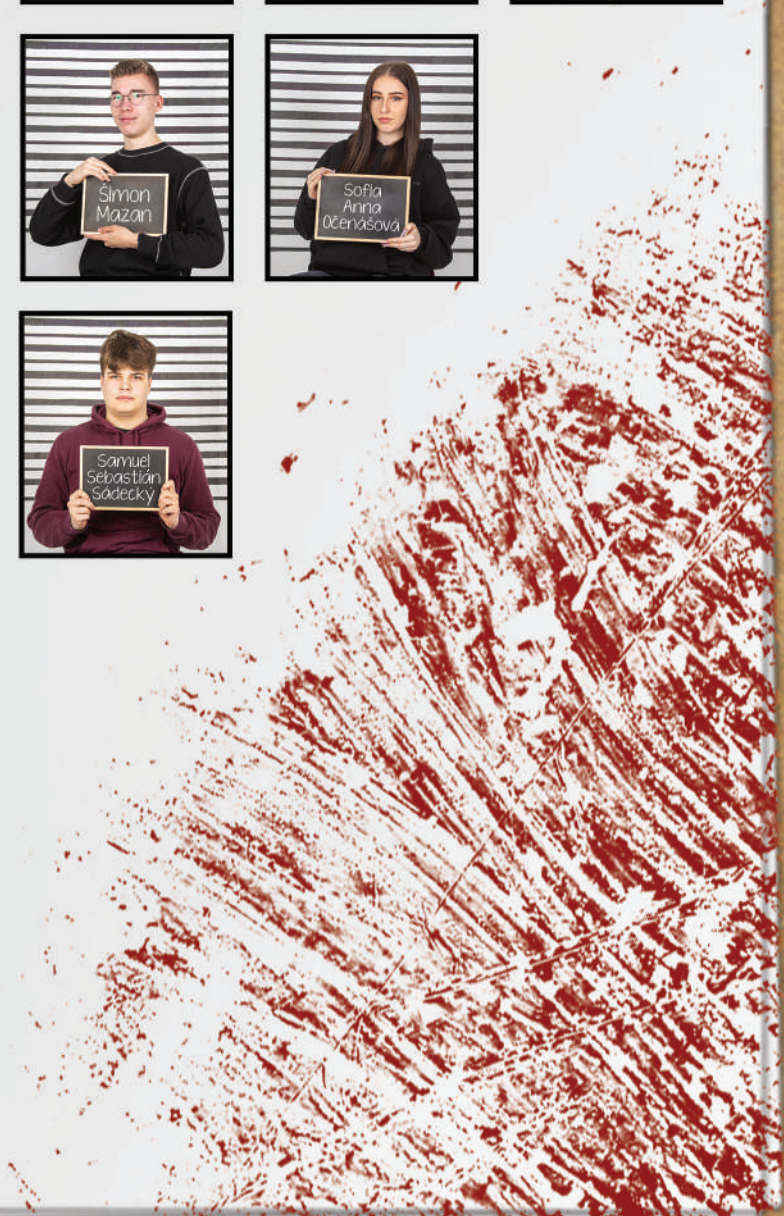 Šimon
Mazan
Sofia
Anna
Očenášová
Samuel
Sebastián
Sádecký